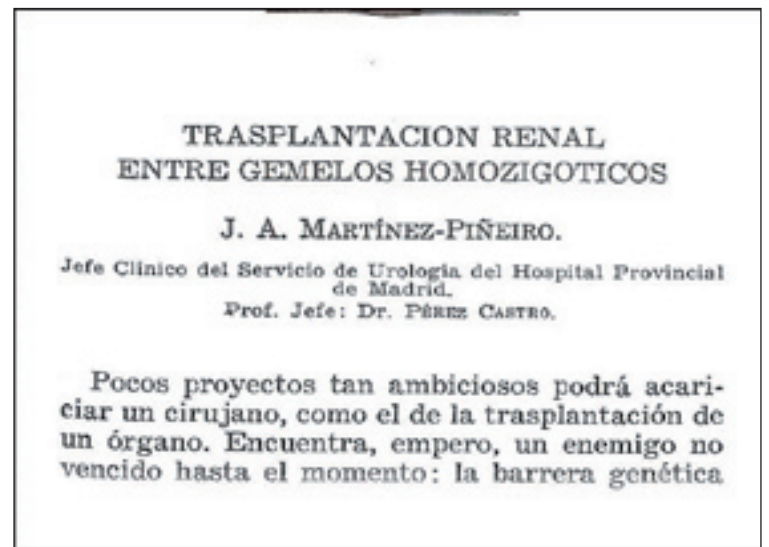 TRASPLANTACION RENAL
ENTRE GEMELOS HOMOZIGOTICOS
J. A. MARTÍNEZ-PIÑEIRO.
Jefe Clínico del Servicio de Urología del Hospital Provincial
de Madrid.
Prof. Jefe: Dr. PÉREZ CASTRO.
Pocos proyectos tan ambiciosos podrá acari-
ciar un cirujano, como el de la trasplantación de
un órgano. Encuentra, empero, un enemigo no
vencido hasta el momento: la barrera genética